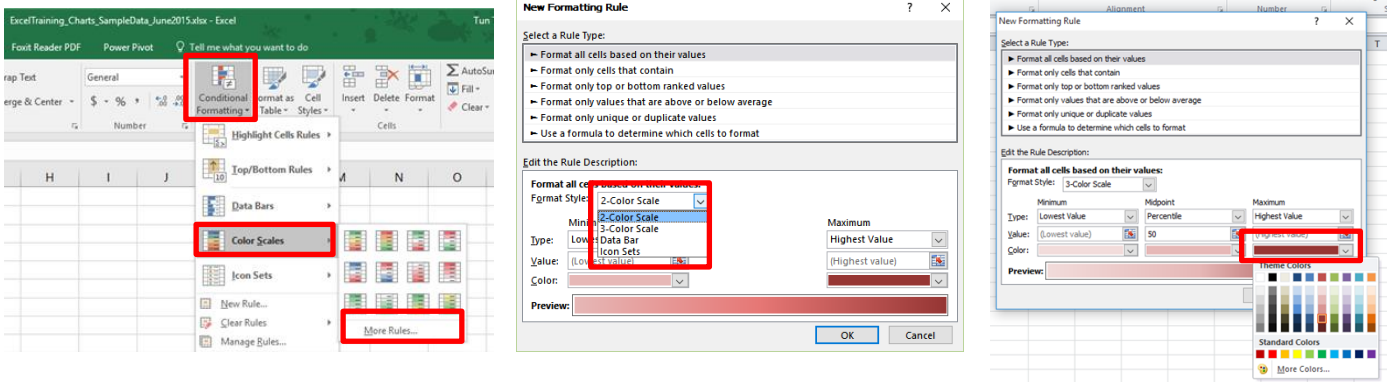 ExcelTraining_Charts_SampleData_June2015.xlsx - Excel
Tun T
Foxit Reader PDF Power Pivot Tell me what you want to do
rap Text General
erge & Center
$ % ,
Number
Conditional Formatting
ormat as Table
Cell Styles
Insert Delete Format
Cells
AutoSu
Fill
Clear
Highlight Cells Rules
Top/Bottom Rules
Data Bars
Color Scales
Icon Sets
New Rule...
Clear Rules
Manage Rules...
More Rules...
H I J M N O
New Formatting Rule ? X
Select a Rule Type:
► Format all cells based on their values
► Format only cells that contain
► Format only top or bottom ranked values
► Format only values that are above or below average
► Format only unique or duplicate values
► Use a formula to determine which cells to format
Edit the Rule Description:
Format all cells based on their values:
Format Style: 2-Color Scale
2-Color Scale
3-Color Scale
Data Bar
Icon Sets
Minim Maximum
Type: Lowe Highest Value
Value: (Lowest value) (Highest value)
Color:
Preview:
OK Cancel
Alignment Number
T
New Formatting Rule ? X
Select a Rule Type:
► Format all cells based on their values
► Format only cells that contain
► Format only top or bottom ranked values
► Format only values that are above or below average
► Format only unique or duplicate values
► Use a formula to determine which cells to format
Edit the Rule Description:
Format all cells based on their values:
Format Style: 3-Color Scale
Minimum Midpoint Maximum
Type: Lowest Value Percentile Highest Value
Value: (Lowest value) 50 (Highest value)
Color:
Preview:
Theme Colors
Standard Colors
More Colors...